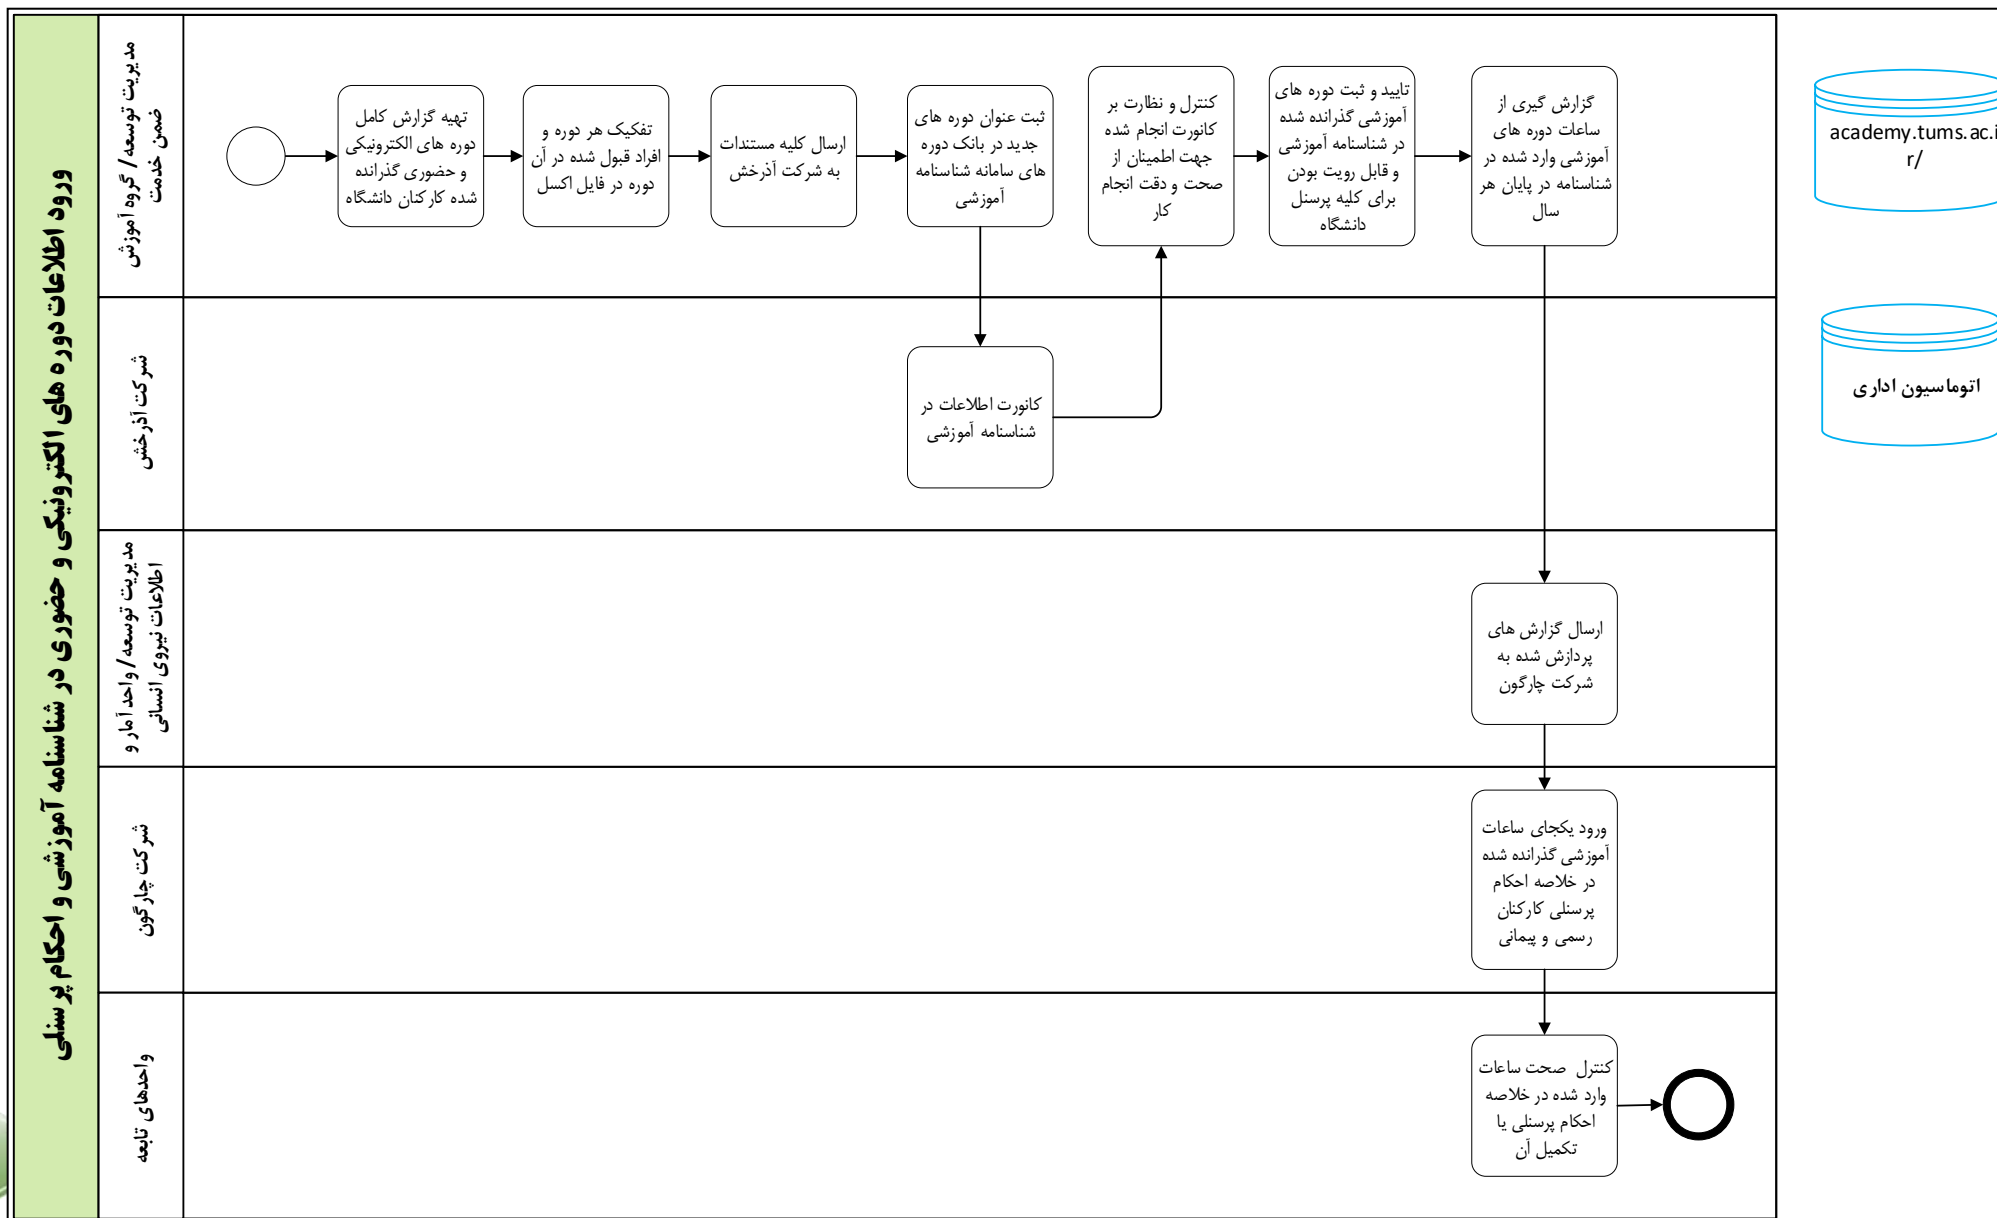 ورود اطلاعات دوره های الکترونیکی و حضوری در شناسنامه آموزشی و احکام پرسنلی
مدیریت توسعه/ گروه آموزش
ضمن خدمت
تهیه گزارش کامل
دوره های الکترونیکی
و حضوری گذرانده
شده کارکنان دانشگاه
تفکیک هر دوره و
افراد قبول شده در آن
دوره در فایل اکسل
ارسال کلیه مستندات
به شرکت آذرخش
ثبت عنوان دوره های
جدید در بانک دوره
های سامانه شناسنامه
آموزشی
کنترل و نظارت بر
کانورت انجام شده
جهت اطمینان از
صحت و دقت انجام
کار
تایید و ثبت دوره های
آموزشی گذرانده شده
در شناسنامه آموزشی
و قابل رویت بودن
برای کلیه پرسنل
دانشگاه
گزارش گیری از
ساعات دوره های
آموزشی وارد شده در
شناسنامه در پایان هر
سال
academy.tums.ac.i
r/
شرکت آذرخش
کانورت اطلاعات در
شناسنامه آموزشی
اتوماسیون اداری
مدیریت توسعه/ واحد آمار و
اطلاعات نیروی انسانی
ارسال گزارش های
پردازش شده به
شرکت چارگون
شرکت چارگون
ورود یکجای ساعات
آموزشی گذرانده شده
در خلاصه احکام
پرسنلی کارکنان
رسمی و پیمانی
واحدهای تابعه
کنترل صحت ساعات
وارد شده در خلاصه
احکام پرسنلی یا
تکمیل آن